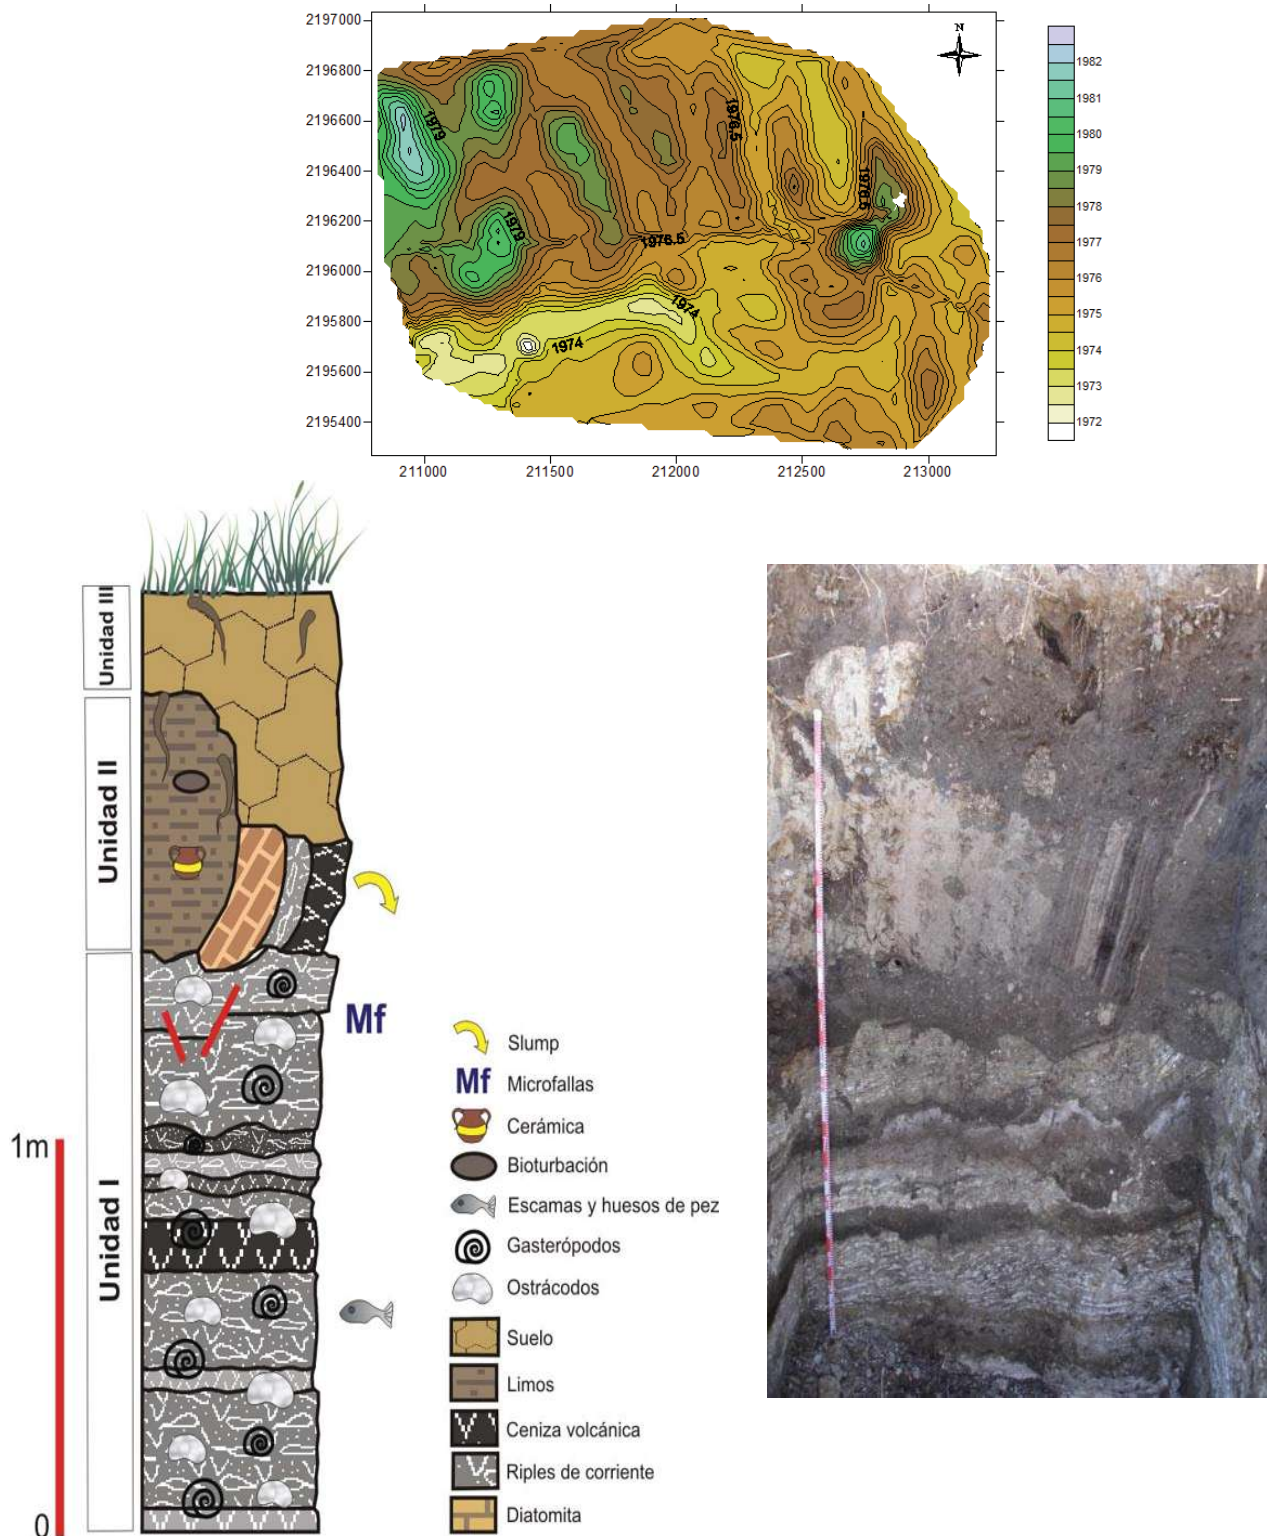 2197000
2196800
2196600
2196400
2196200
2196000
2195800
2195600
2195400
211000
211500
212000
212500
213000
N
1979
1979
1976.5
1976.5
1976.5
1974
1974
1982
1981
1980
1979
1978
1977
1976
1975
1974
1973
1972
Unidad III
Unidad II
Unidad I
1m
0
Mf
Slump
Mf Microfallas
Cerámica
Bioturbación
Escamas y huesos de pez
Gasterópodos
Ostrácodos
Suelo
Limos
Ceniza volcánica
Riples de corriente
Diatomita